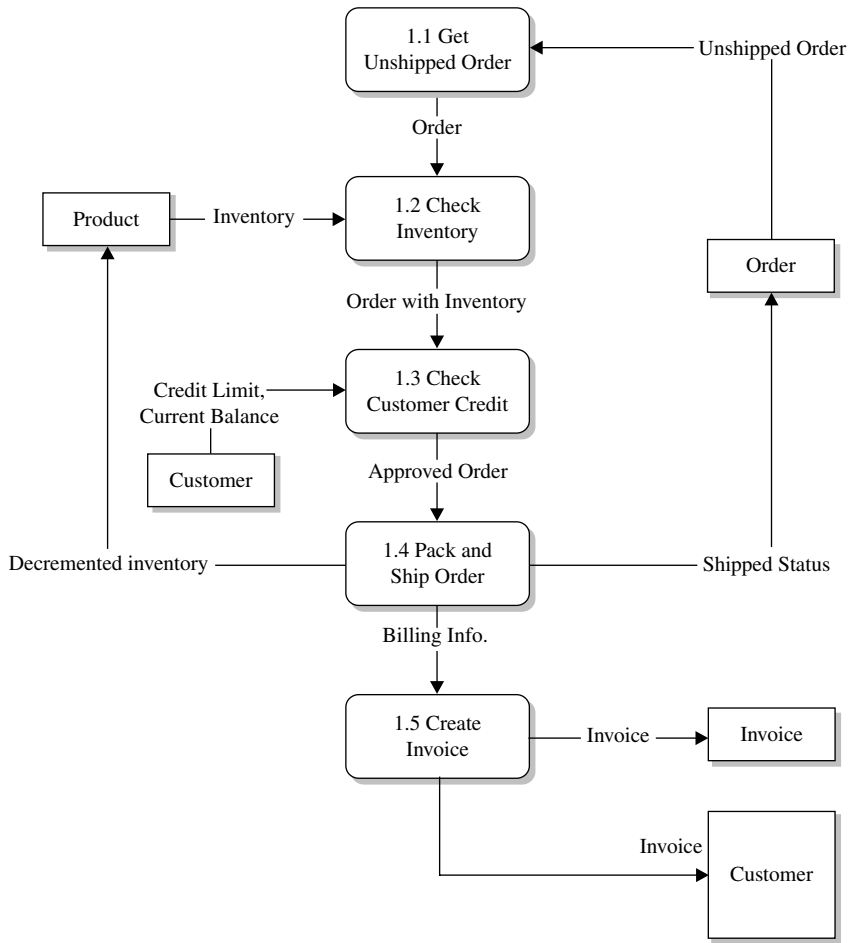 1.1 Get
Unshipped Order
Unshipped Order
Order
Product
Inventory
1.2 Check
Inventory
Order
Order with Inventory
Credit Limit,
Current Balance
1.3 Check
Customer Credit
Customer
Approved Order
Decremented inventory
1.4 Pack and
Ship Order
Shipped Status
Billing Info.
1.5 Create
Invoice
Invoice
Invoice
Invoice
Customer